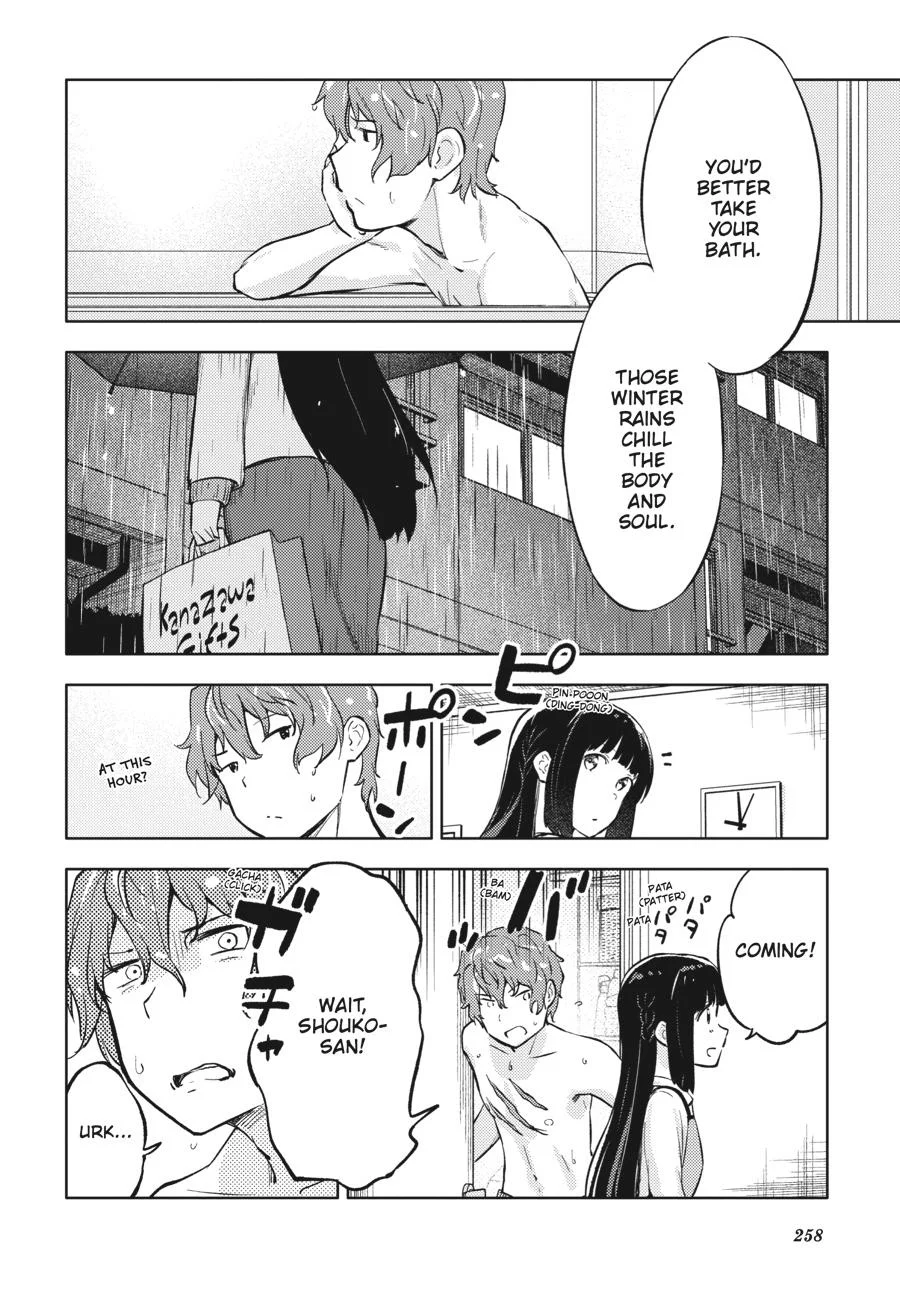 YOU'D
BETTER
TAKE
YOUR
BATH.
THOSE
WINTER
RAINS
CHILL
THE
BODY
AND
SOUL.
Kanazawa
Gifts
ピンポーン
PIN-POOON
(DING-DONG)
AT THIS
HOUR?
COMING!
パタ
パタ
PATA
(PATTER)
PATA
バッ
BA
(BAM)
WAIT,
SHOUKO-
SAN!
ガチャ
GACHA
(CLICK)
URK...
258